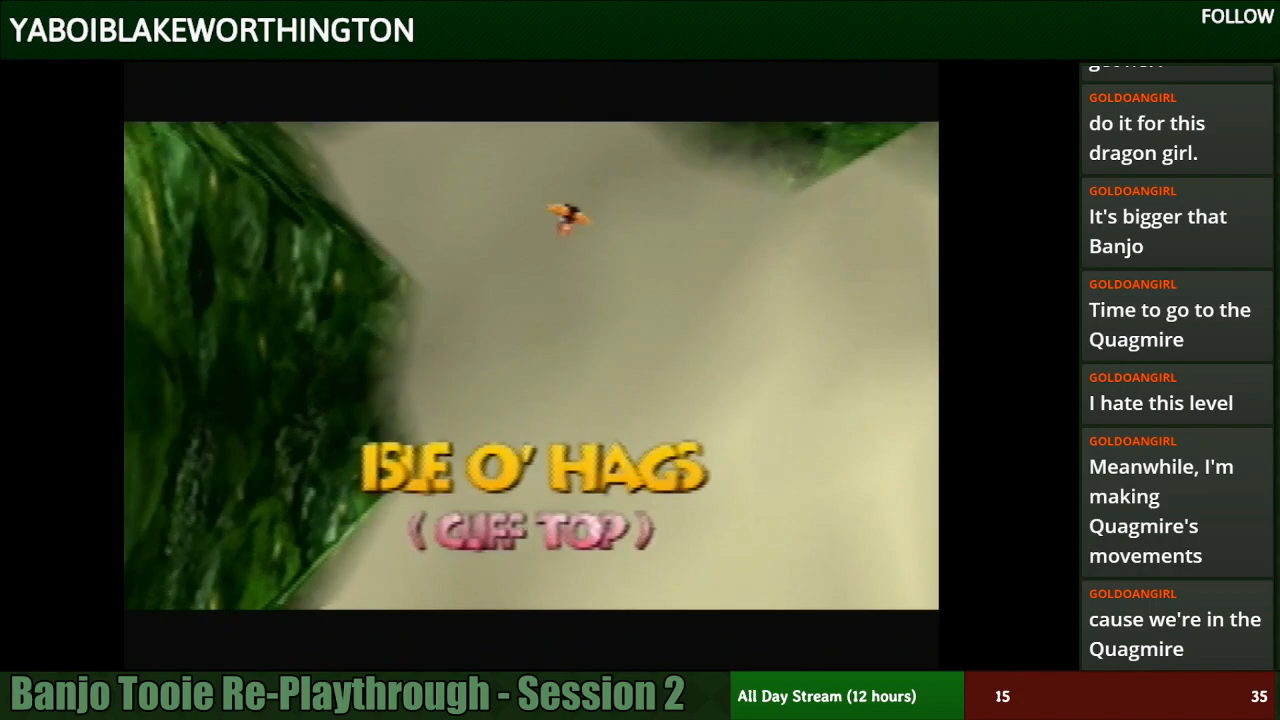 YABOIBLAKEWORTHINGTON
FOLLOW
GOLDOANGIRL
do it for this
dragon girl.
GOLDOANGIRL
It's bigger that
Banjo
GOLDOANGIRL
Time to go to the
Quagmire
GOLDOANGIRL
I hate this level
GOLDOANGIRL
Meanwhile, I'm
making
Quagmire's
movements
GOLDOANGIRL
cause we're in the
Quagmire
ISLE O' HAGS
( CLIFF TOP )
Banjo Tooie Re-Playthrough - Session 2
All Day Stream (12 hours)
15
35